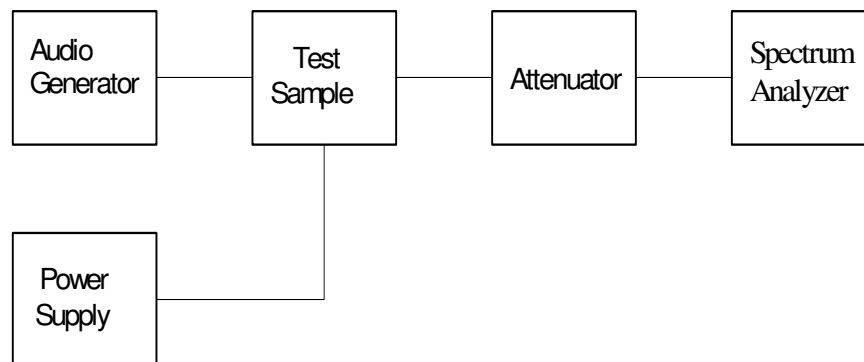 Audio
Generator
Test
Sample
Attenuator
Spectrum
Analyzer
Power
Supply